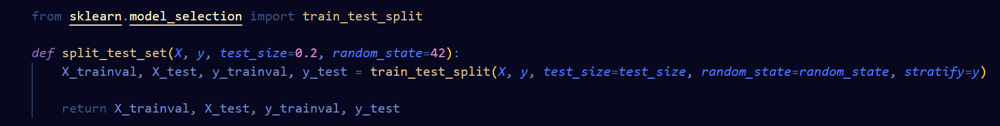 from sklearn.model_selection import train_test_split
def split_test_set(X, y, test_size=0.2, random_state=42):
X_trainval, X_test, y_trainval, y_test = train_test_split(X, y, test_size=test_size, random_state=random_state, stratify=y)
return X_trainval, X_test, y_trainval, y_test